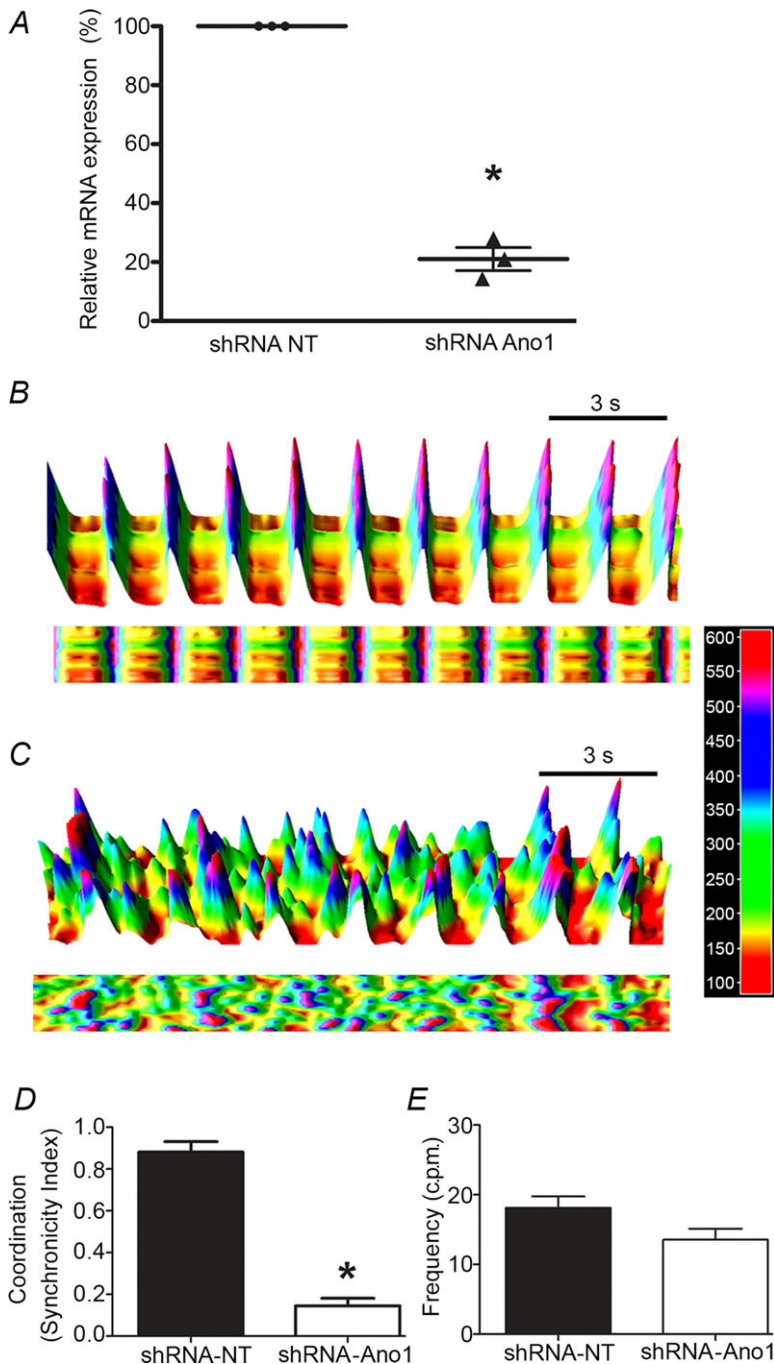 A
Relative mRNA expression (%)
100
80
60
40
20
0
*
shRNA NT
shRNA Ano1
B
3 s
600
550
500
450
400
350
300
250
200
150
100
C
3 s
D
Coordination
(Synchronicity Index)
1.0
0.8
0.6
0.4
0.2
0.0
*
shRNA-NT
shRNA-Ano1
E
Frequency (c.p.m.)
30
20
10
0
shRNA-NT
shRNA-Ano1